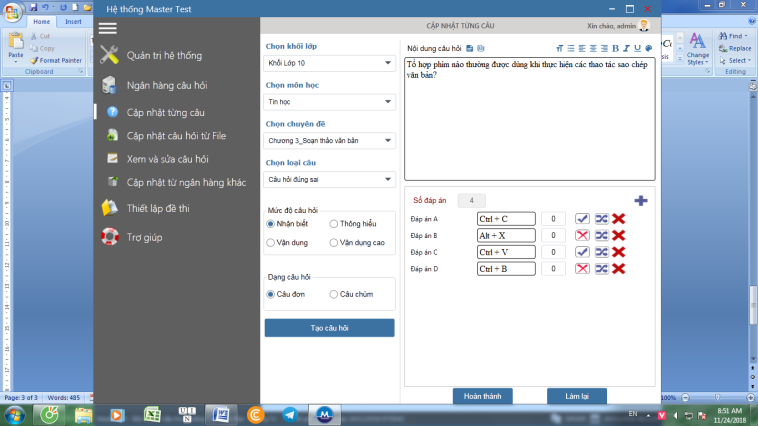 Hệ thống Master Test
Home
Insert
Cut
Copy
Format Painter
Paste
Clipboard
Quản trị hệ thống
Ngân hàng câu hỏi
Cập nhật từng câu
Cập nhật câu hỏi từ File
Xem và sửa câu hỏi
Cập nhật từ ngân hàng khác
Thiết lập đề thi
Trợ giúp
CẬP NHẬT TỪNG CÂU
Xin chào, admin
Chọn khối lớp
Khối Lớp 10
Chọn môn học
Tin học
Chọn chuyên đề
Chương 3_Soạn thảo văn bản
Chọn loại câu
Câu hỏi đúng sai
Mức độ câu hỏi
Nhận biết
Thông hiểu
Vận dụng
Vận dụng cao
Dạng câu hỏi
Câu đơn
Câu chùm
Tạo câu hỏi
Nội dung câu hỏi
Tổ hợp phím nào thường được dùng khi thực hiện các thao tác sao chép
văn bản?
Số đáp án 4
Đáp án A Ctrl + C 0
Đáp án B Alt + X 0
Đáp án C Ctrl + V 0
Đáp án D Ctrl + B 0
Hoàn thành
Làm lại
Find
Replace
Select
Change
Styles
Editing
Page: 3 of 3
Words: 485
100%
EN
8:51 AM
11/24/2018